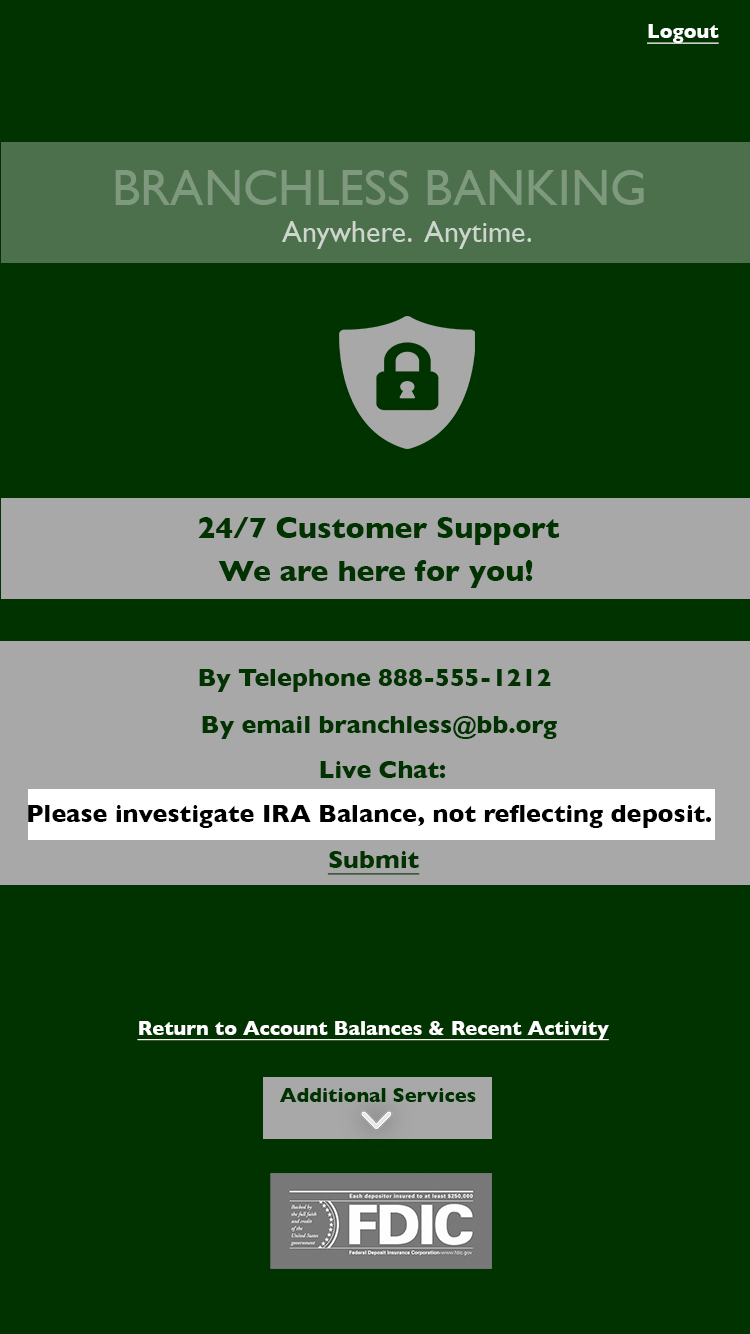 Logout
BRANCHLESS BANKING
Anywhere. Anytime.
24/7 Customer Support
We are here for you!
By Telephone 888-555-1212
By email branchless@bb.org
Live Chat:
Please investigate IRA Balance, not reflecting deposit.
Submit
Return to Account Balances & Recent Activity
Additional Services
Each depositor insured to at least $250,000
Backed by
the full faith
and credit
of the
United States
government
FDIC
Federal Deposit Insurance Corporation•www.fdic.gov